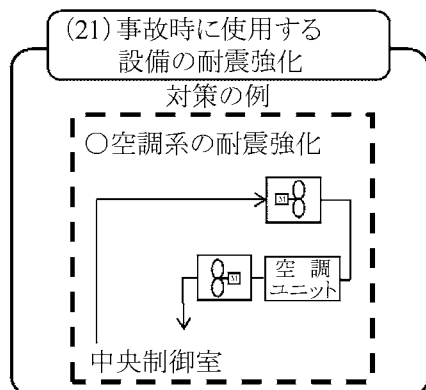 (21)事故時に使用する
設備の耐震強化
対策の例
○空調系の耐震強化
M
M
空調
ユニット
中央制御室